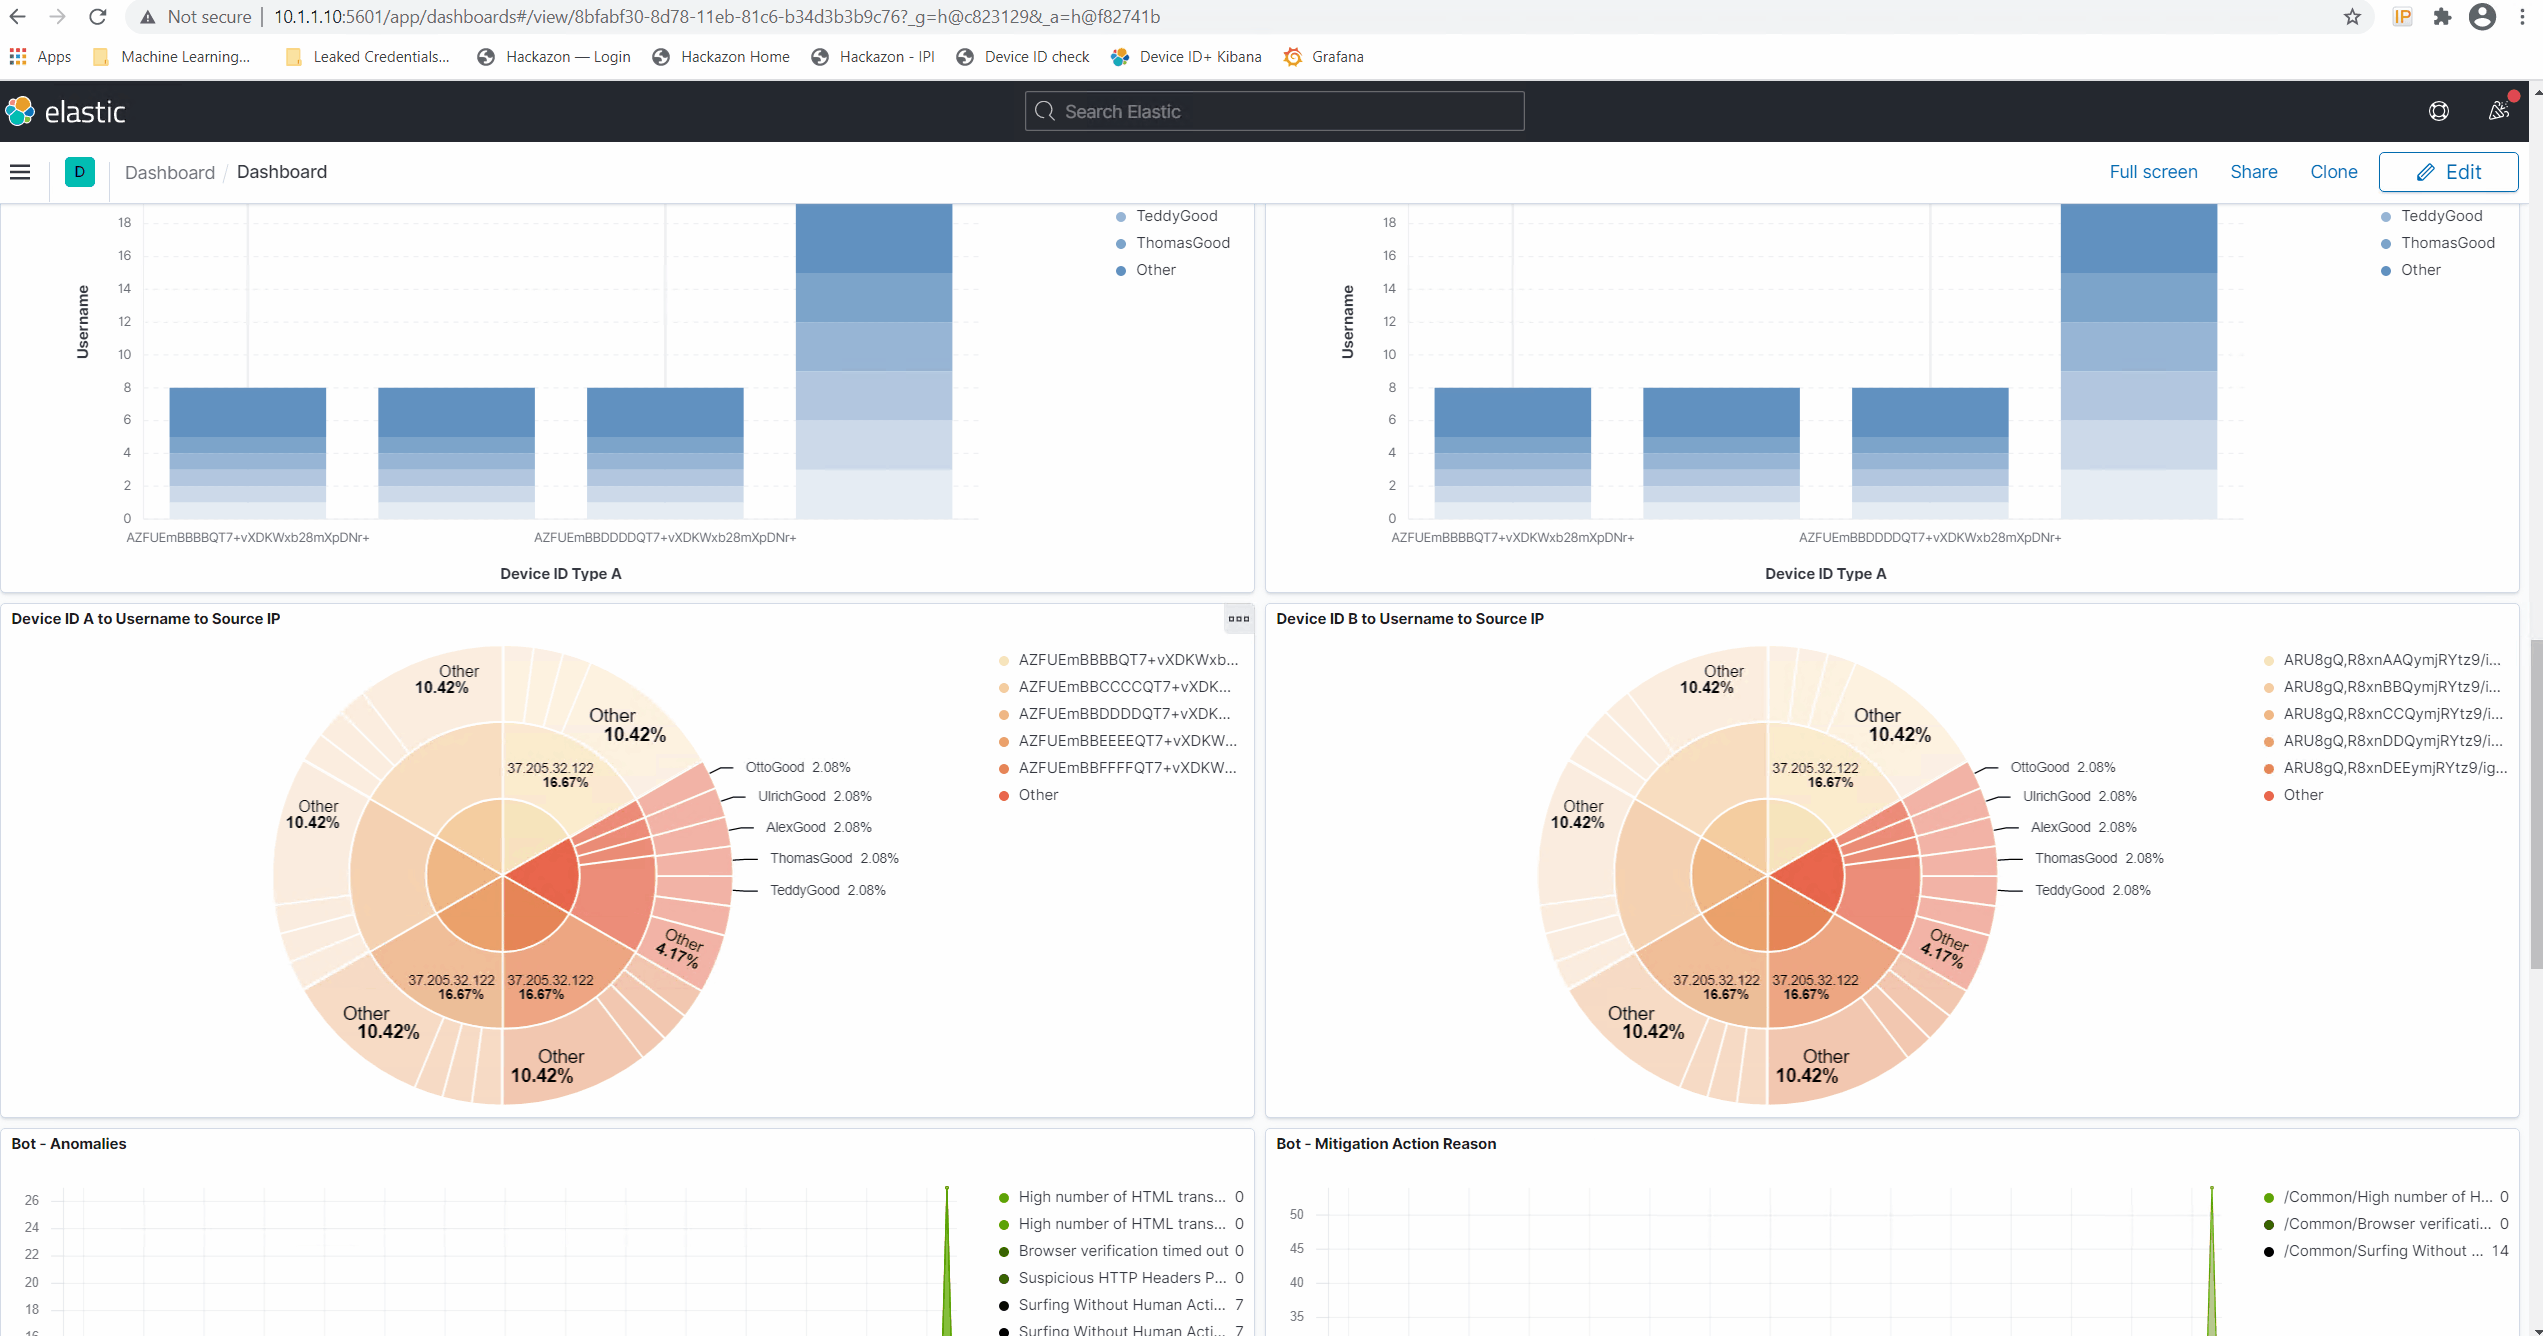 Not secure | 10.1.1.10:5601/app/dashboards#/view/8bfabf30-8d78-11eb-81c6-b34d3b3b9c76?_g=h@c823129&_a=h@f82741b
IP
Apps Machine Learning... Leaked Credentials... Hackazon — Login Hackazon Home Hackazon - IPI Device ID check Device ID+ Kibana Grafana
elastic
Search Elastic
D
Dashboard / Dashboard
Full screen Share Clone Edit
18
16
14
12
10
8
6
4
2
0
Username
AZFUEmBBBBQT7+vXDKWxb28mXpDNr+ AZFUEmBBDDDDQT7+vXDKWxb28mXpDNr+
Device ID Type A
TeddyGood
ThomasGood
Other
18
16
14
12
10
8
6
4
2
0
Username
AZFUEmBBBBQT7+vXDKWxb28mXpDNr+ AZFUEmBBDDDDQT7+vXDKWxb28mXpDNr+
Device ID Type A
TeddyGood
ThomasGood
Other
Device ID A to Username to Source IP
Other
10.42%
Other
10.42%
37.205.32.122
16.67%
OttoGood 2.08%
UlrichGood 2.08%
AlexGood 2.08%
ThomasGood 2.08%
TeddyGood 2.08%
Other
10.42%
Other
4.17%
37.205.32.122
16.67%
37.205.32.122
16.67%
Other
10.42%
Other
10.42%
AZFUEmBBBBQT7+vXDKWxb...
AZFUEmBBCCCCQT7+vXDK...
AZFUEmBBDDDDQT7+vXDK...
AZFUEmBBEEEEQT7+vXDKW...
AZFUEmBBFFFFQT7+vXDKW...
Other
Device ID B to Username to Source IP
Other
10.42%
Other
10.42%
37.205.32.122
16.67%
OttoGood 2.08%
UlrichGood 2.08%
AlexGood 2.08%
ThomasGood 2.08%
TeddyGood 2.08%
Other
10.42%
Other
4.17%
37.205.32.122
16.67%
37.205.32.122
16.67%
Other
10.42%
Other
10.42%
ARU8gQ,R8xnAAQymjRYtz9/i...
ARU8gQ,R8xnBBQymjRYtz9/i...
ARU8gQ,R8xnCCQymjRYtz9/i...
ARU8gQ,R8xnDDQymjRYtz9/i...
ARU8gQ,R8xnDEEymjRYtz9/ig...
Other
Bot - Anomalies
26
24
22
20
18
16
High number of HTML trans... 0
High number of HTML trans... 0
Browser verification timed out 0
Suspicious HTTP Headers P... 0
Surfing Without Human Acti... 7
Surfing Without Human Acti... 7
Bot - Mitigation Action Reason
50
45
40
35
/Common/High number of H... 0
/Common/Browser verificati... 0
/Common/Surfing Without ... 14